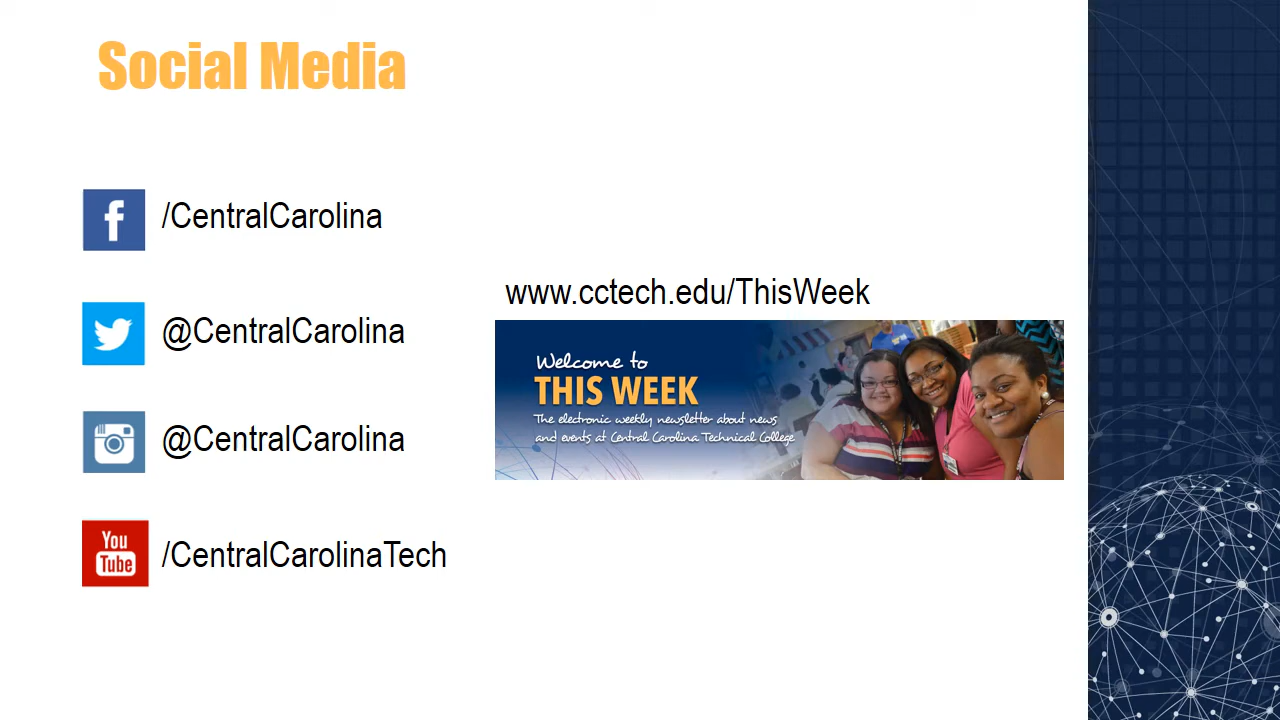 Social Media
f
/CentralCarolina
@CentralCarolina
@CentralCarolina
You
Tube
/CentralCarolinaTech
www.cctech.edu/ThisWeek
Welcome to
THIS WEEK
The electronic weekly newsletter about news
and events at Central Carolina Technical College